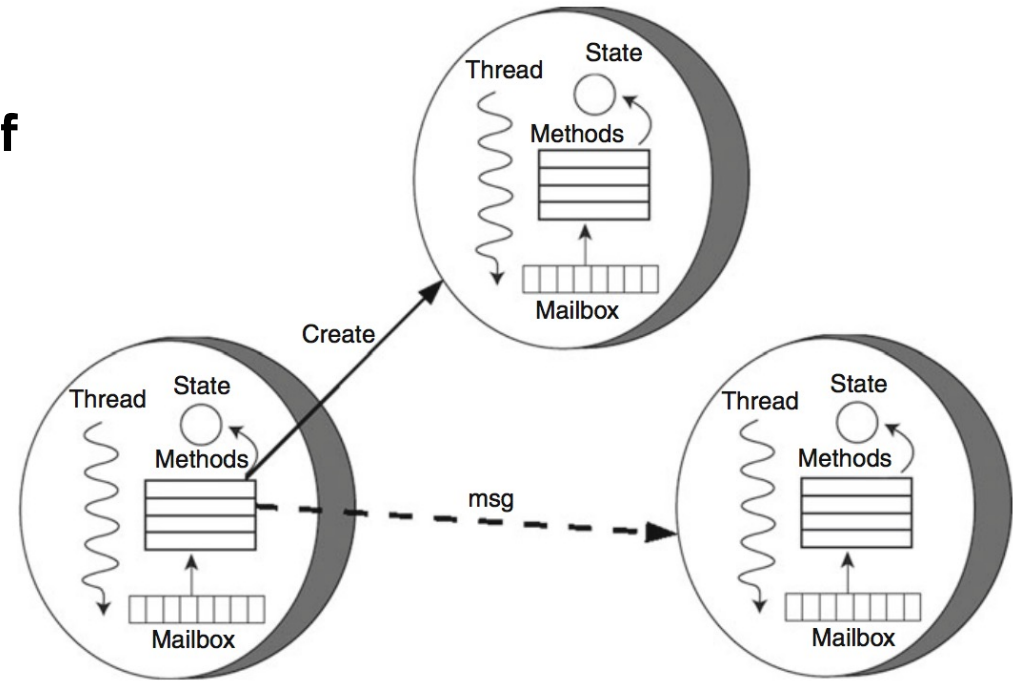 f
State
Thread
Methods
Mailbox
Create
State
Thread
Methods
Mailbox
msg
State
Thread
Methods
Mailbox